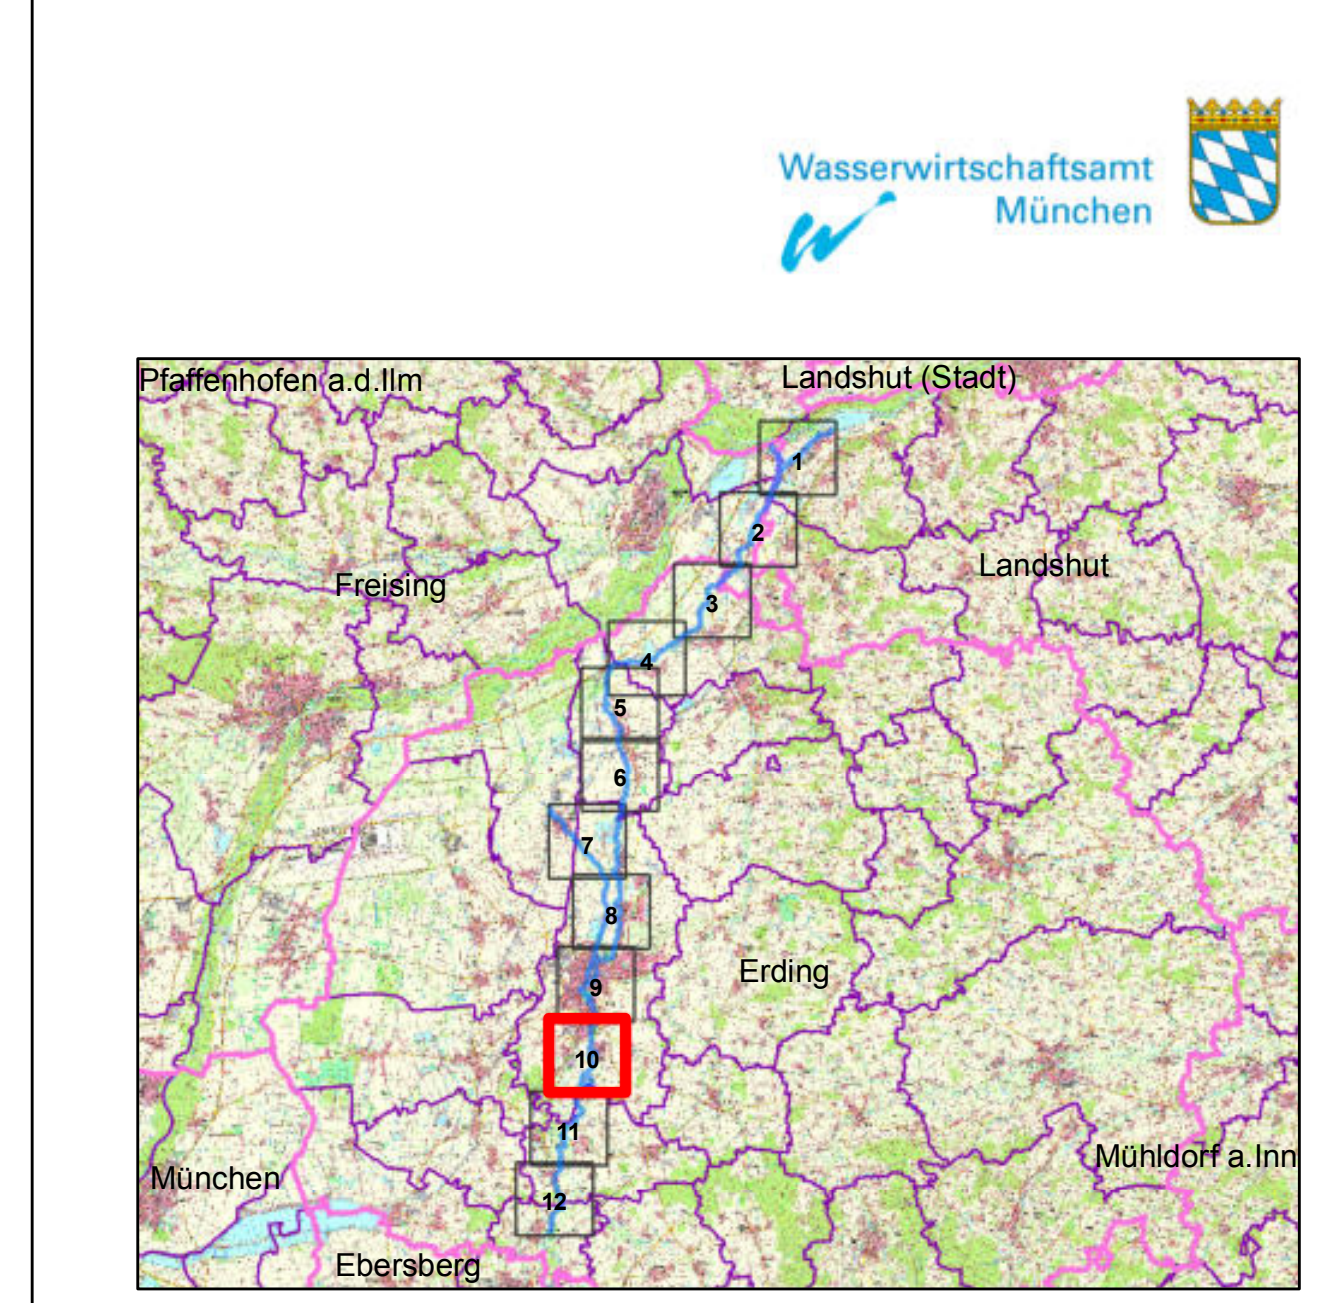 Wasserwirtschaftsamt
München
Pfaffenhofen a.d.Ilm
Landshut (Stadt)
1
2
Landshut
Freising
3
4
5
6
7
8
Erding
9
10
11
Mühldorf a.Inn
München
12
Ebersberg